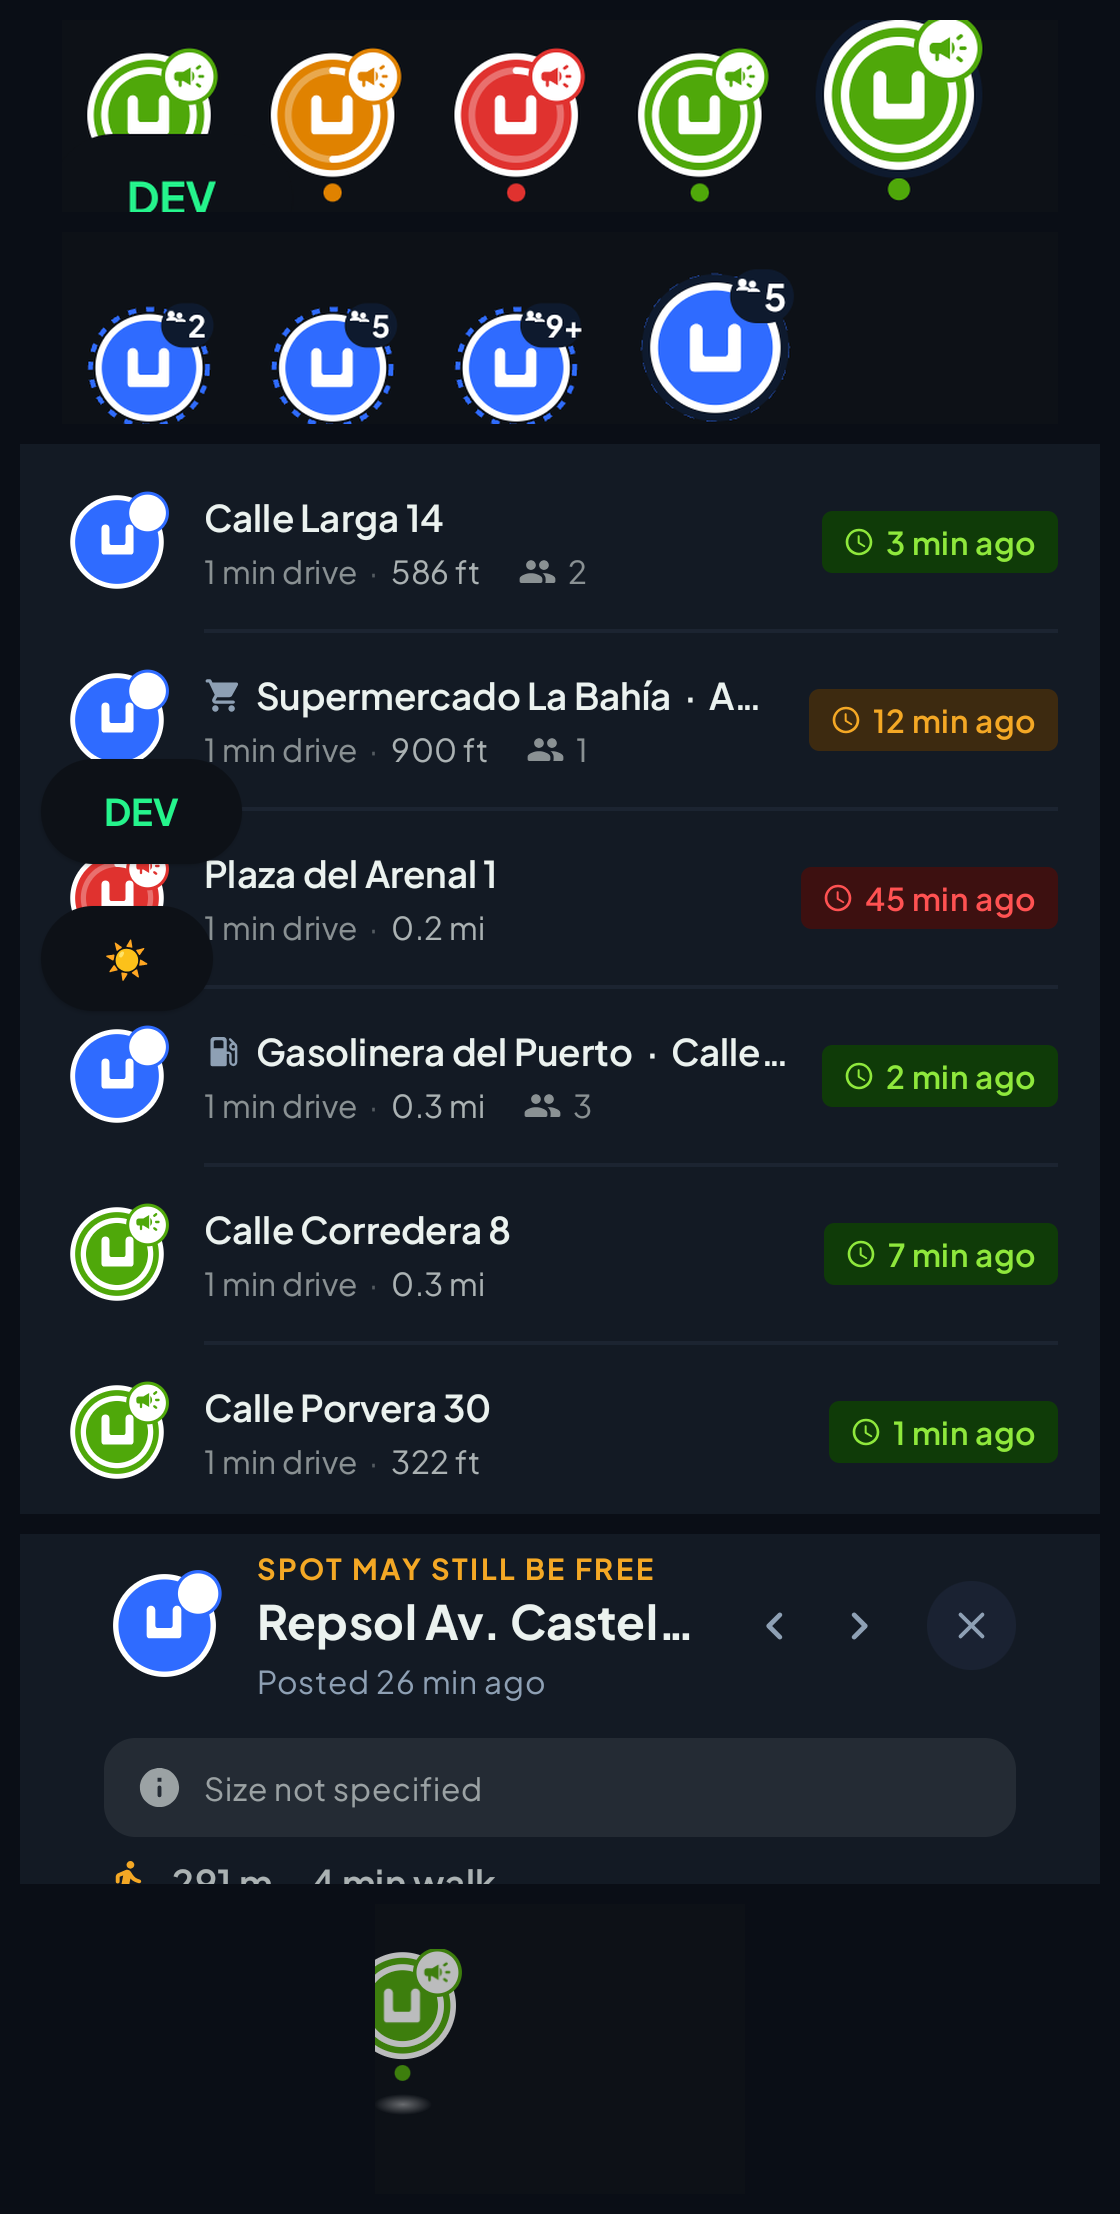 DEV
2
5
9+
5
Calle Larga 14
3 min ago
1 min drive · 586 ft 2
Supermercado La Bahía · A...
12 min ago
1 min drive · 900 ft 1
DEV
Plaza del Arenal 1
45 min ago
1 min drive · 0.2 mi
Gasolinera del Puerto · Calle...
2 min ago
1 min drive · 0.3 mi 3
Calle Corredera 8
7 min ago
1 min drive · 0.3 mi
Calle Porvera 30
1 min ago
1 min drive · 322 ft
SPOT MAY STILL BE FREE
Repsol Av. Castel...
Posted 26 min ago
Size not specified
291 m 4 min walk